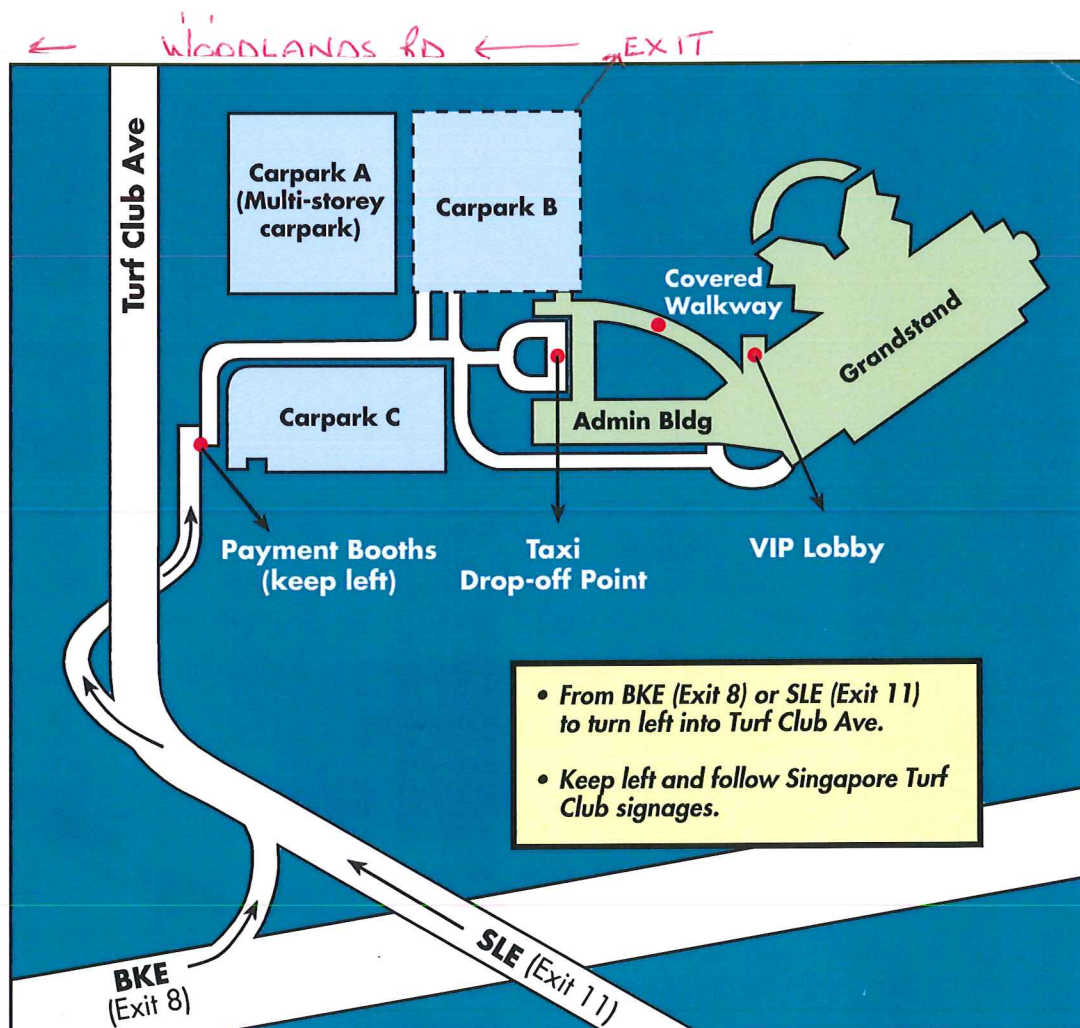 ← WOODLANDS RD ← EXIT
Turf Club Ave
Carpark A
(Multi-storey
carpark)
Carpark B
Covered
Walkway
Grandstand
Carpark C
Admin Bldg
Payment Booths
(keep left)
Taxi
Drop-off Point
VIP Lobby
• From BKE (Exit 8) or SLE (Exit 11)
to turn left into Turf Club Ave.
• Keep left and follow Singapore Turf
Club signages.
BKE
(Exit 8)
SLE (Exit 11)